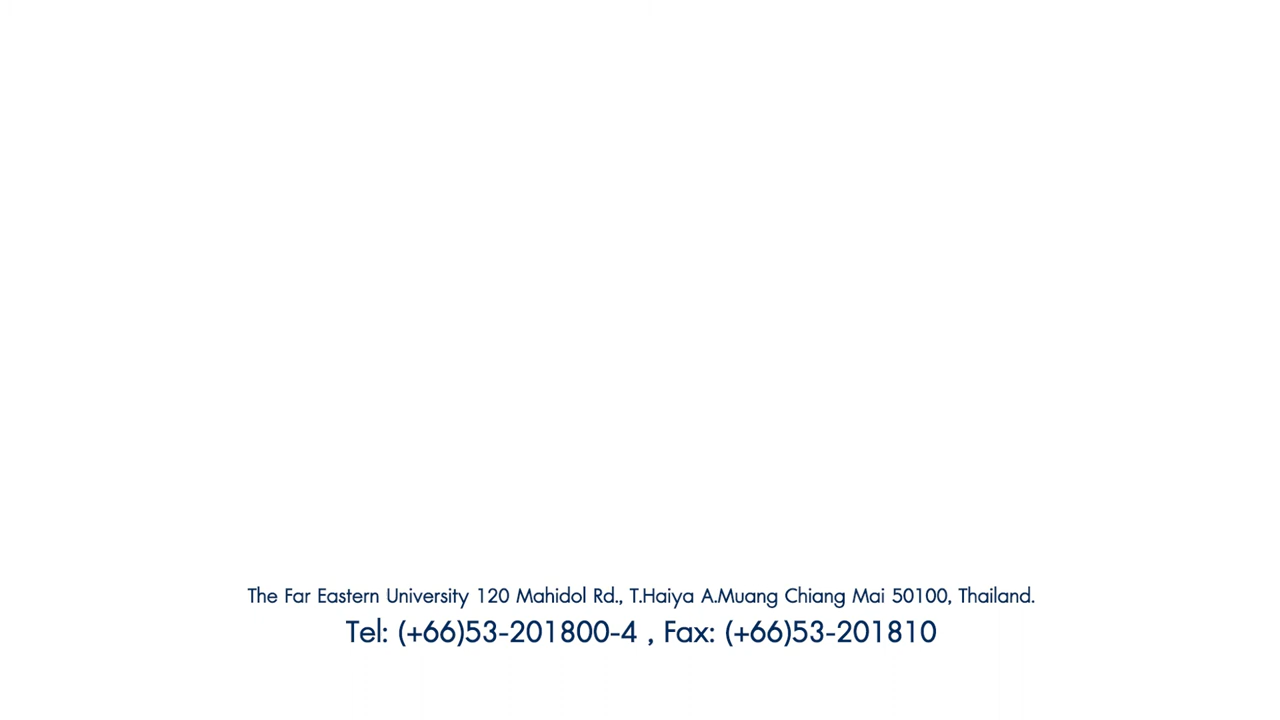 The Far Eastern University 120 Mahidol Rd., T.Haiya A.Muang Chiang Mai 50100, Thailand.
Tel: (+66)53-201800-4 , Fax: (+66)53-201810